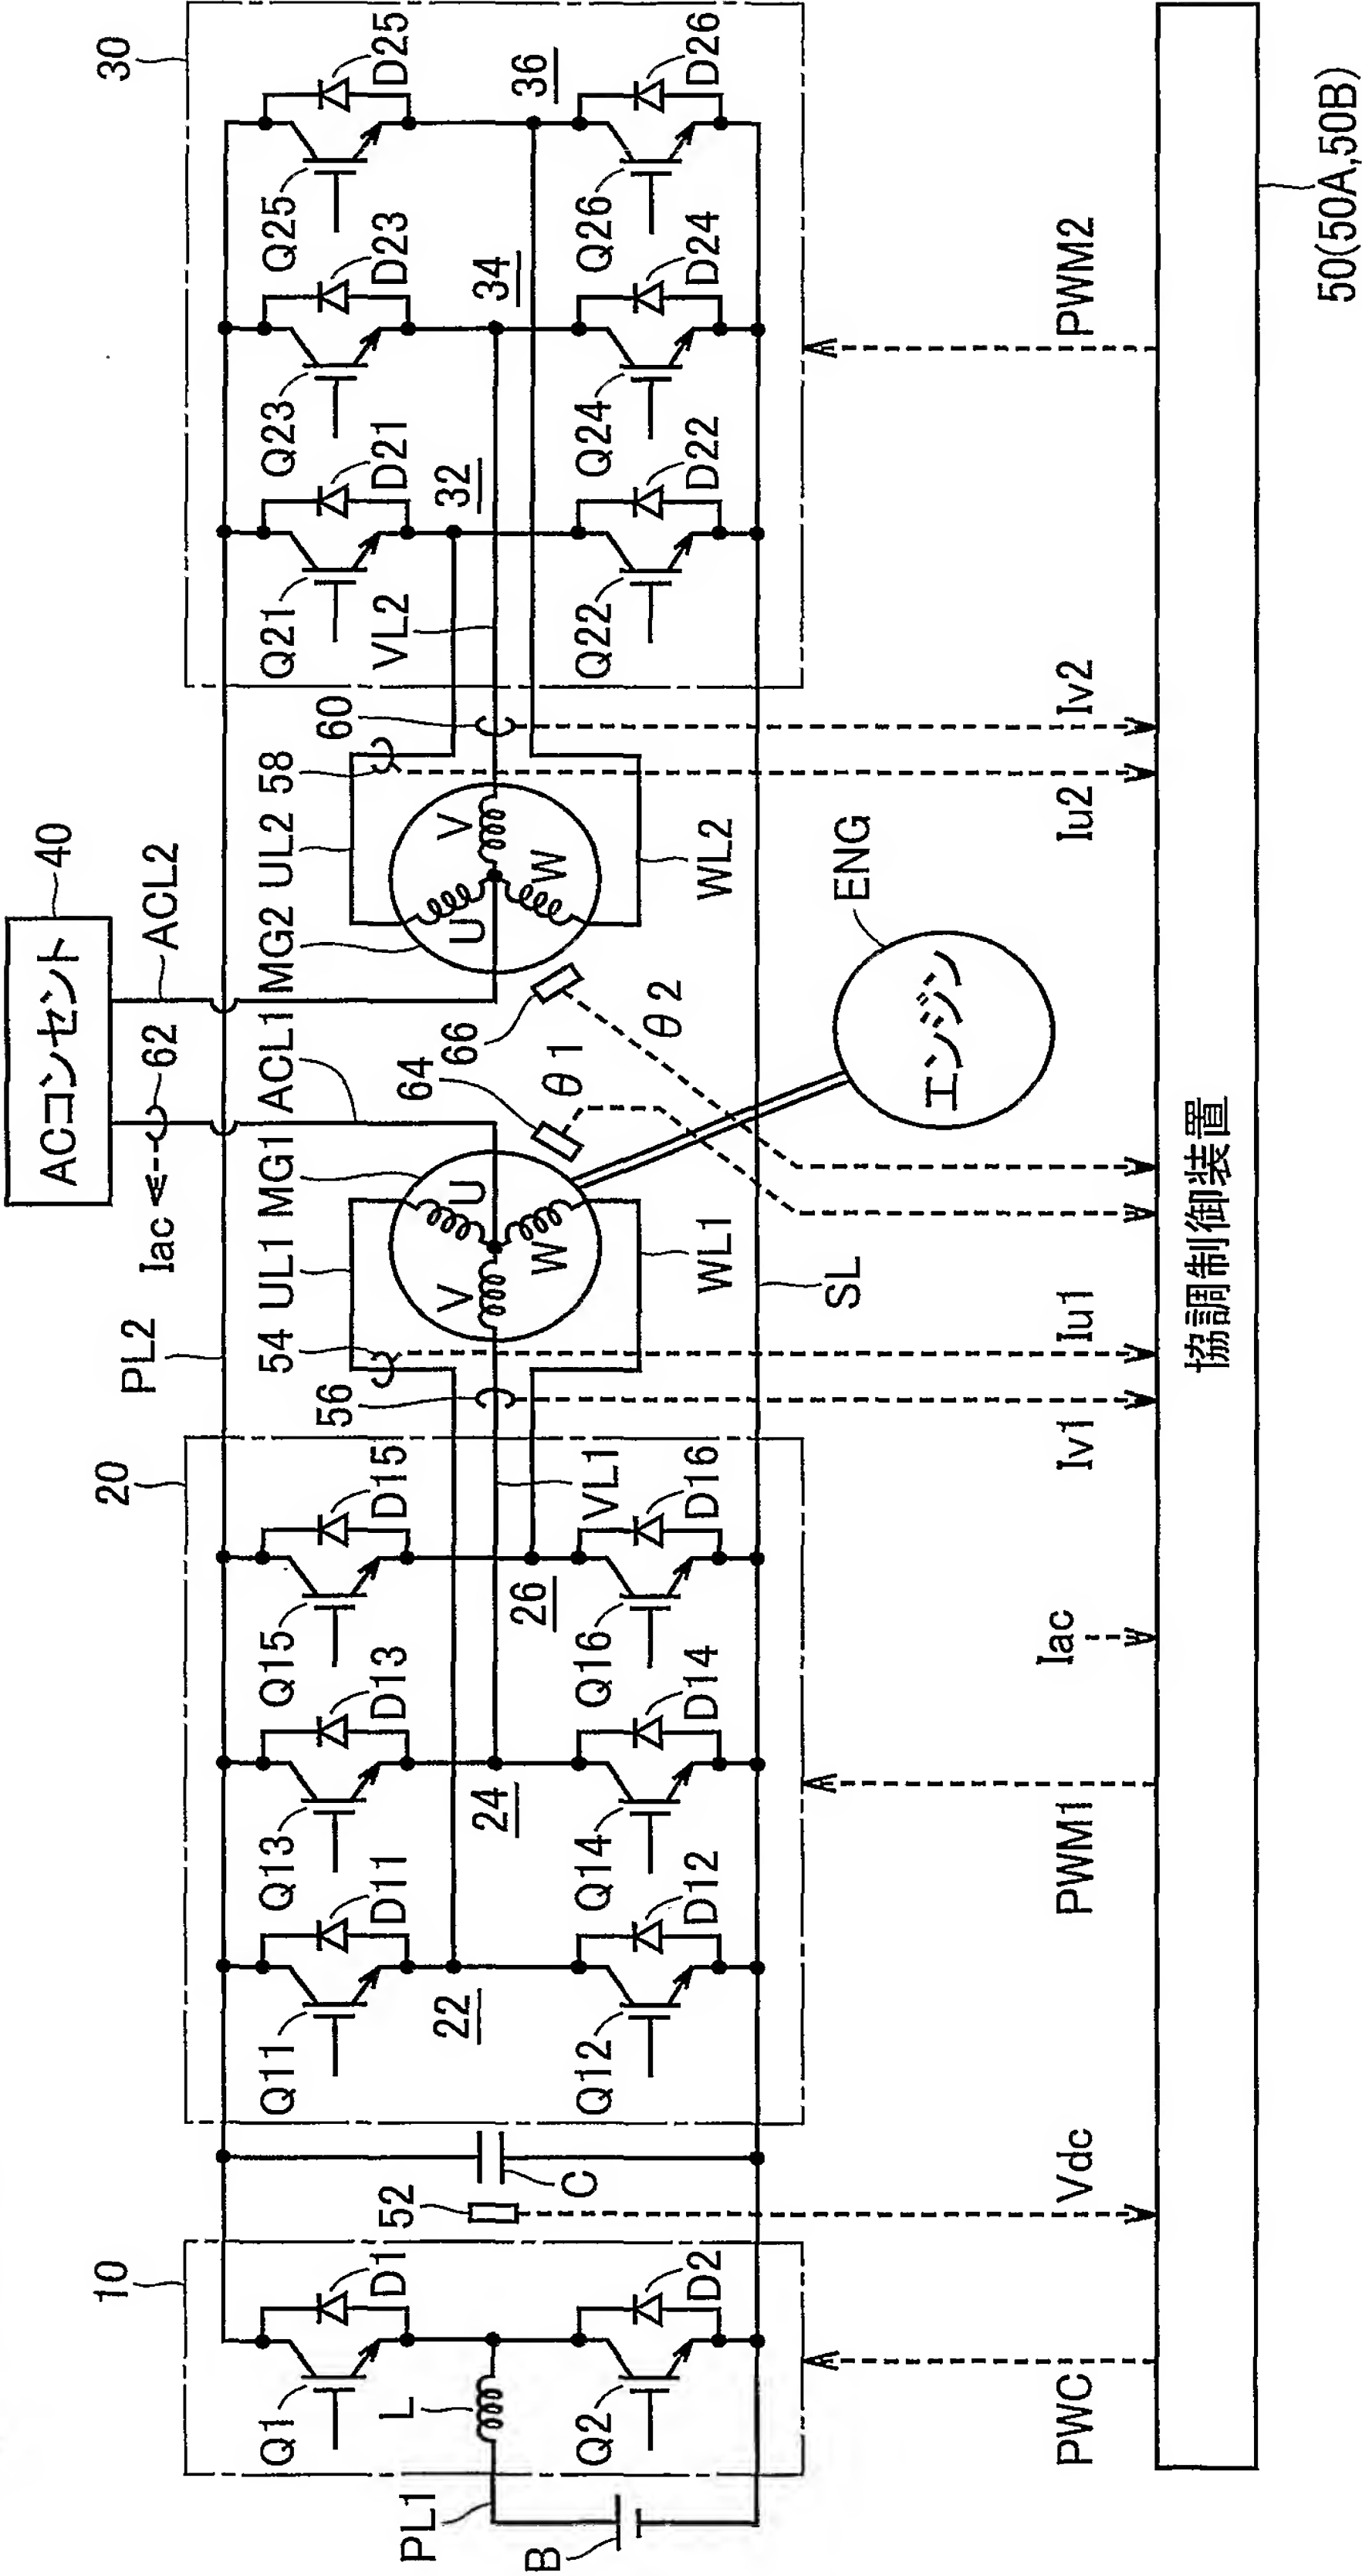 10
20
30
PL2
Iac
62
ACコンセント
40
ACL2
Q1
D1
Q11
D11
Q13
D13
Q15
D15
UL1
MG1
ACL1
MG2
UL2
58
60
54
56
Q21
D21
Q23
D23
Q25
D25
PL1
L
52
22
24
26
VL1
V
U
W
64
66
U
V
W
VL2
32
34
36
B
Q2
D2
C
Q12
D12
Q14
D14
Q16
D16
WL1
θ1
θ2
WL2
Q22
D22
Q24
D24
Q26
D26
SL
エンジン
ENG
PWC
Vdc
PWM1
Iac
Iv1
Iu1
Iu2
Iv2
PWM2
協調制御装置
50(50A,50B)